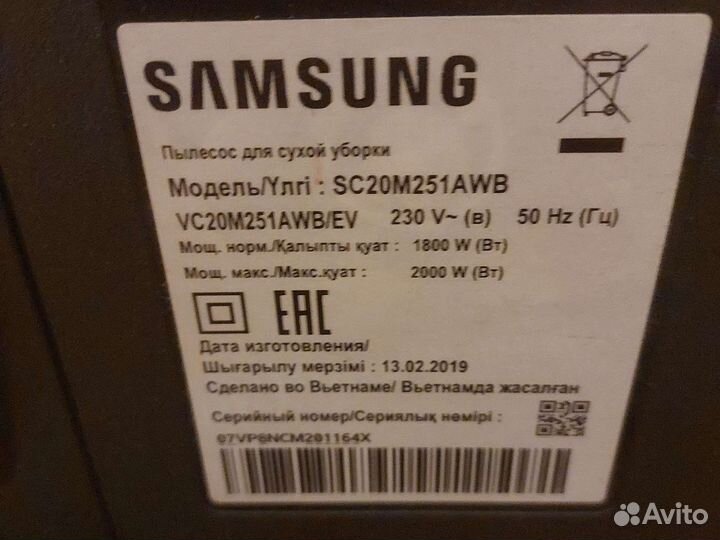 SAMSUNG
Пылесос для сухой уборки
Модель/Үлгі : SC20M251AWB
VC20M251AWB/EV 230 V~ (в) 50 Hz (Гц)
Мощ. норм./Қалыпты қуат : 1800 W (Вт)
Мощ. макс./Макс.қуат : 2000 W (Вт)
EAC
Дата изготовления/
Шығарылу мерзімі : 13.02.2019
Сделано во Вьетнаме/ Вьетнамда жасалған
Серийный номер/Сериялық нөмірі :
07VP8NCM201164X
Avito